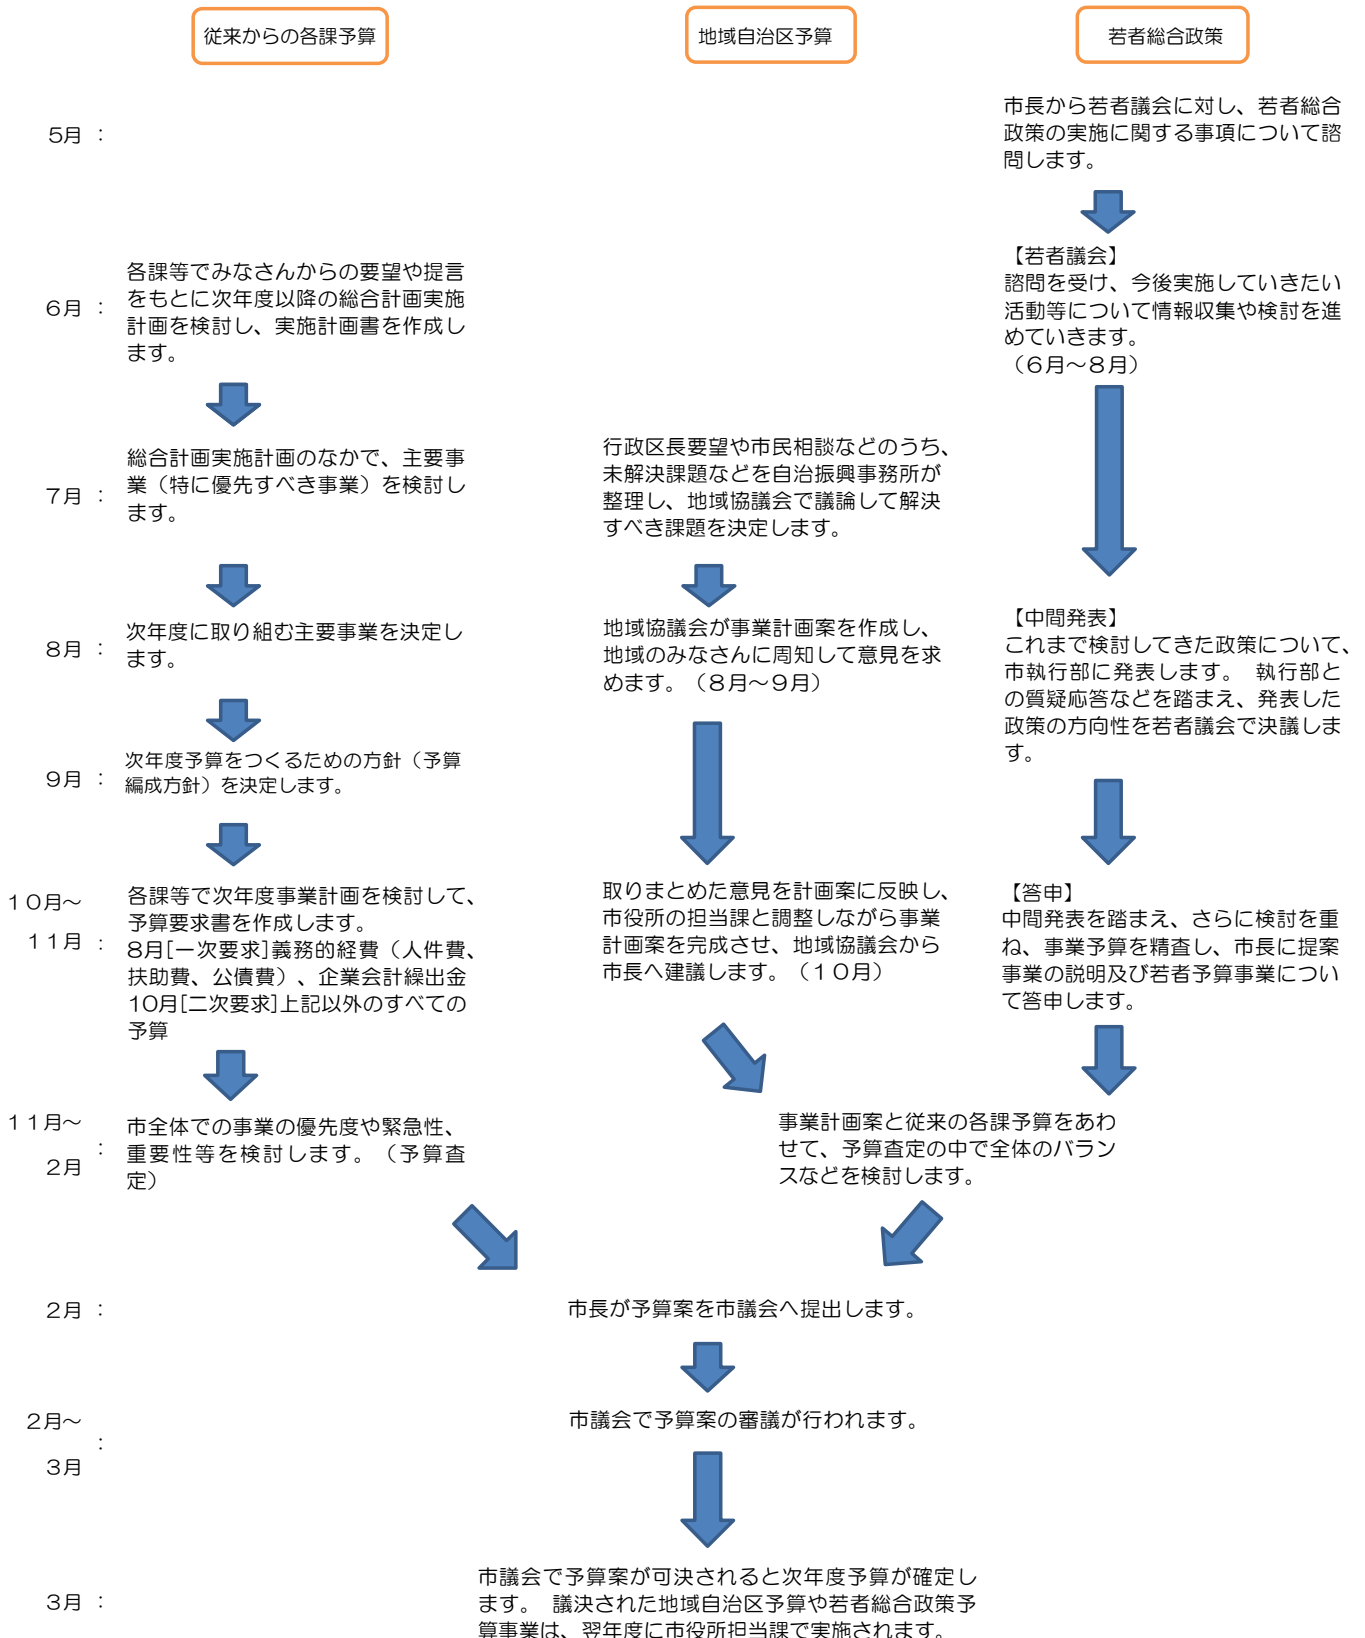 従来からの各課予算
地域自治区予算
若者総合政策
5月 ：
市長から若者議会に対し、若者総合
政策の実施に関する事項について諮
問します。
6月 ：
各課等でみなさんからの要望や提言
をもとに次年度以降の総合計画実施
計画を検討し、実施計画書を作成し
ます。
【若者議会】
諮問を受け、今後実施していきたい
活動等について情報収集や検討を進
めていきます。
（６月～８月）
7月 ：
総合計画実施計画のなかで、主要事
業（特に優先すべき事業）を検討し
ます。
行政区長要望や市民相談などのうち、
未解決課題などを自治振興事務所が
整理し、地域協議会で議論して解決
すべき課題を決定します。
8月 ：
次年度に取り組む主要事業を決定し
ます。
地域協議会が事業計画案を作成し、
地域のみなさんに周知して意見を求
めます。（８月～９月）
【中間発表】
これまで検討してきた政策について、
市執行部に発表します。 執行部と
の質疑応答などを踏まえ、発表した
政策の方向性を若者議会で決議しま
す。
9月 ：
次年度予算をつくるための方針（予算
編成方針）を決定します。
１０月～
１１月 ：
各課等で次年度事業計画を検討して、
予算要求書を作成します。
8月[一次要求]義務的経費（人件費、
扶助費、公債費）、企業会計繰出金
10月[二次要求]上記以外のすべての
予算
取りまとめた意見を計画案に反映し、
市役所の担当課と調整しながら事業
計画案を完成させ、地域協議会から
市長へ建議します。（１０月）
【答申】
中間発表を踏まえ、さらに検討を重
ね、事業予算を精査し、市長に提案
事業の説明及び若者予算事業につい
て答申します。
１１月～
：
2月
市全体での事業の優先度や緊急性、
重要性等を検討します。（予算査
定）
事業計画案と従来の各課予算をあわ
せて、予算査定の中で全体のバラン
スなどを検討します。
2月 ：
市長が予算案を市議会へ提出します。
2月～
：
3月
市議会で予算案の審議が行われます。
3月 ：
市議会で予算案が可決されると次年度予算が確定し
ます。 議決された地域自治区予算や若者総合政策予
算事業は、翌年度に市役所担当課で実施されます。